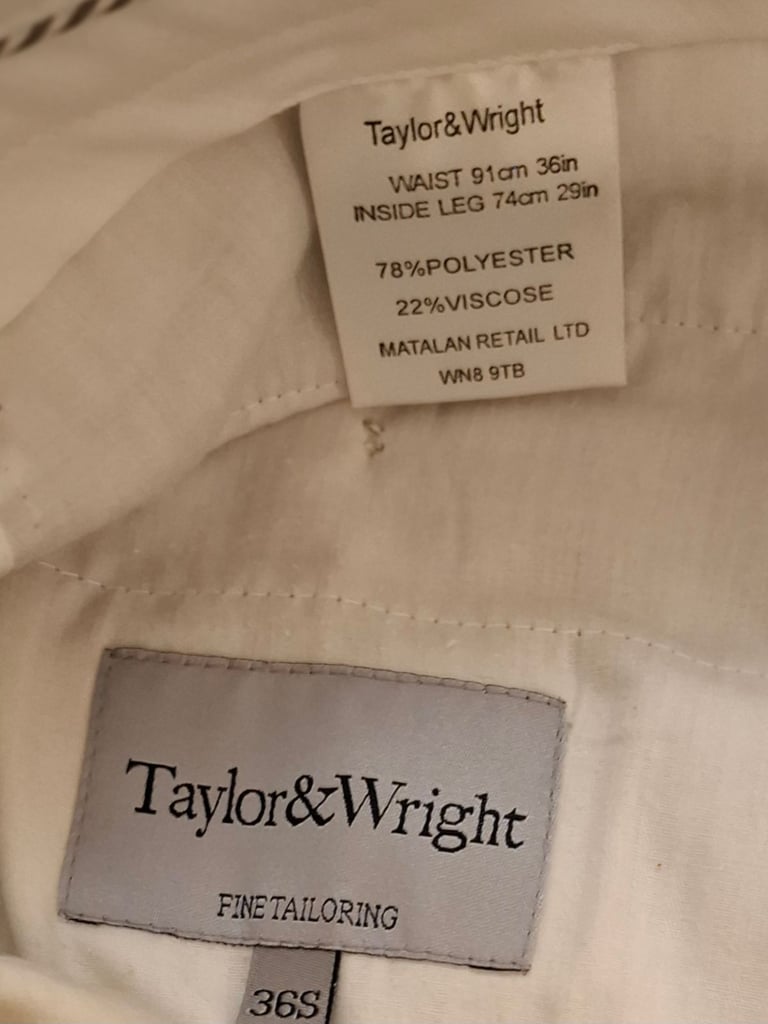 Taylor&Wright
WAIST 91cm 36in
INSIDE LEG 74cm 29in
78%POLYESTER
22%VISCOSE
MATALAN RETAIL LTD
WN8 9TB
Taylor&Wright
FINE TAILORING
36S